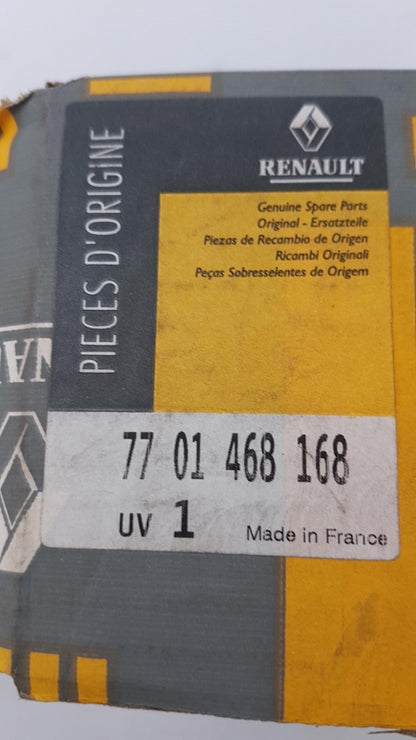 PIECES D'ORIGINE
RENAULT
Genuine Spare Parts
Original - Ersatzteile
Piezas de Recambio de Origen
Ricambi Originali
Peças Sobresselentes de Origem
77 01 468 168
UV 1
Made in France